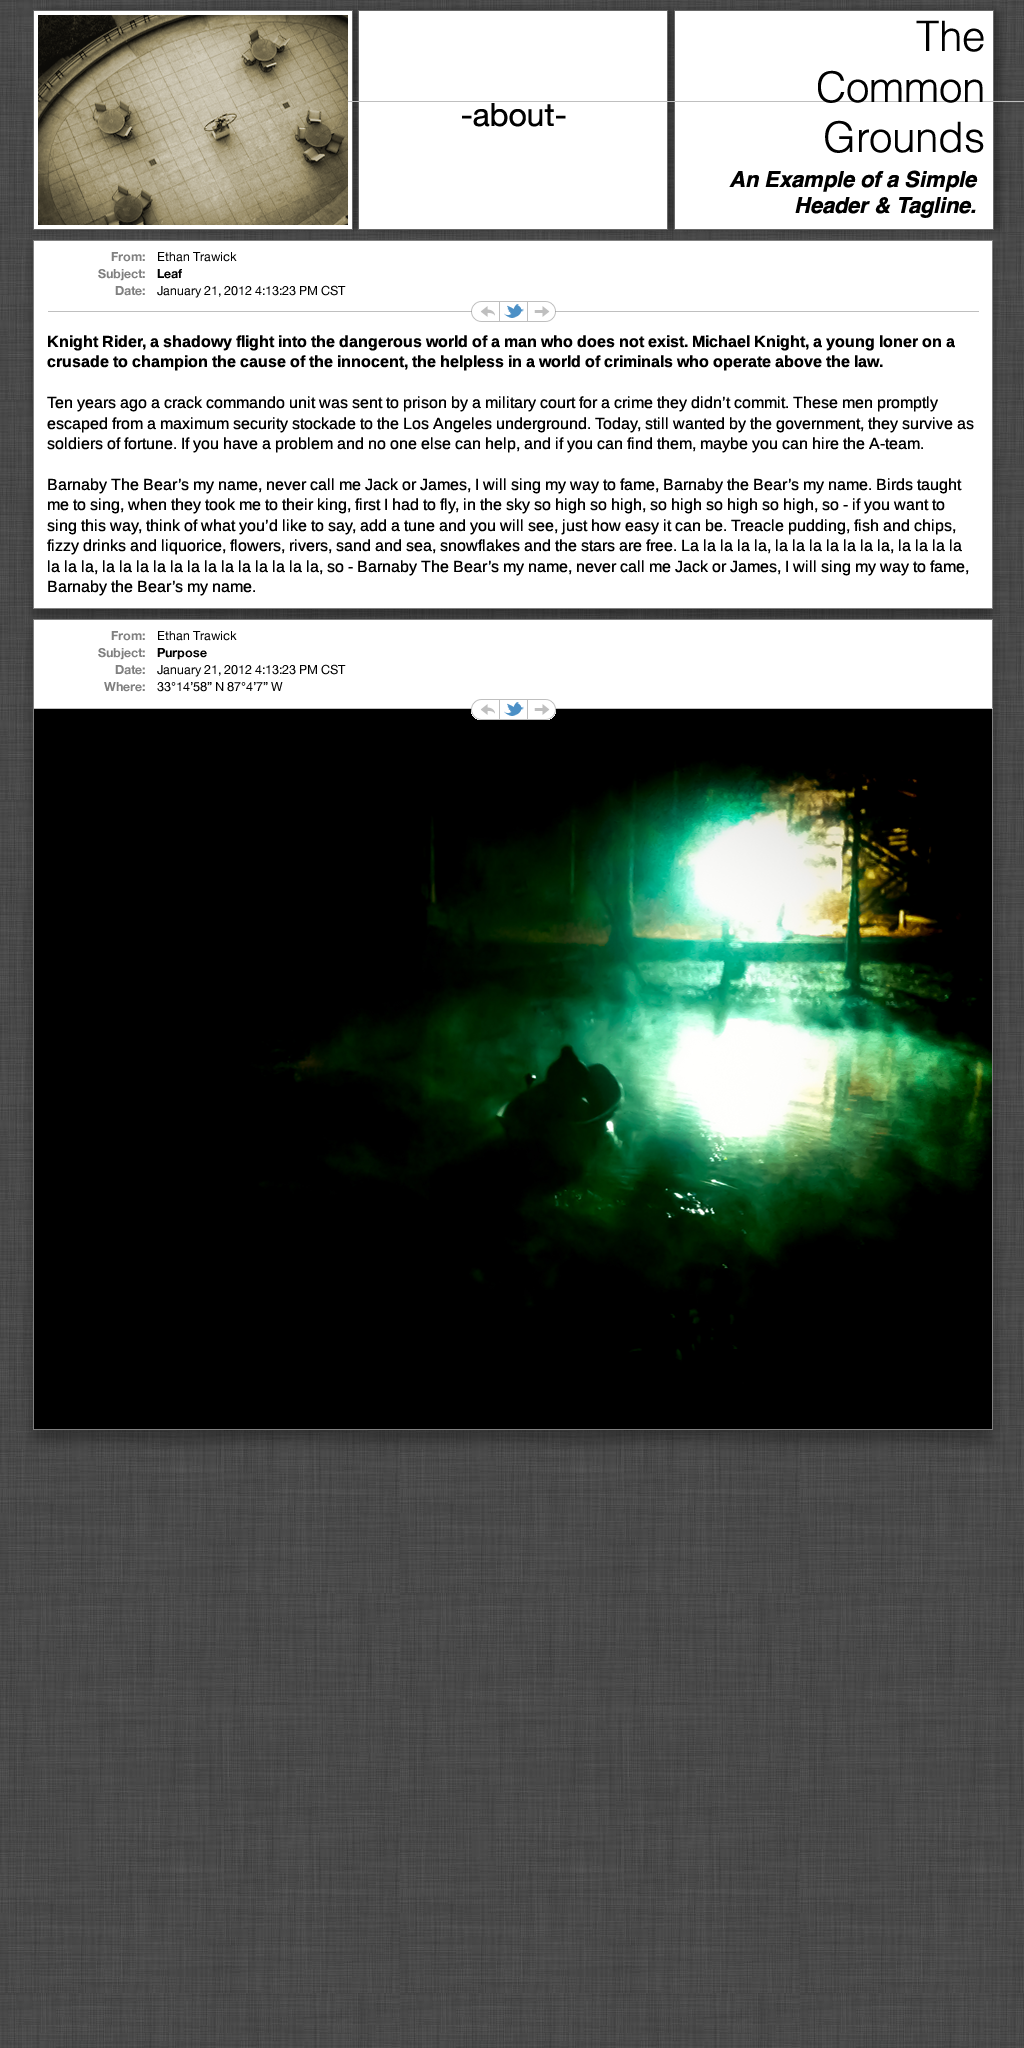 -about-
The
Common
Grounds
An Example of a Simple
Header & Tagline.
From: Ethan Trawick
Subject: Leaf
Date: January 21, 2012 4:13:23 PM CST
Knight Rider, a shadowy flight into the dangerous world of a man who does not exist. Michael Knight, a young loner on a
crusade to champion the cause of the innocent, the helpless in a world of criminals who operate above the law.
Ten years ago a crack commando unit was sent to prison by a military court for a crime they didn’t commit. These men promptly
escaped from a maximum security stockade to the Los Angeles underground. Today, still wanted by the government, they survive as
soldiers of fortune. If you have a problem and no one else can help, and if you can find them, maybe you can hire the A-team.
Barnaby The Bear’s my name, never call me Jack or James, I will sing my way to fame, Barnaby the Bear’s my name. Birds taught
me to sing, when they took me to their king, first I had to fly, in the sky so high so high, so high so high so high, so - if you want to
sing this way, think of what you’d like to say, add a tune and you will see, just how easy it can be. Treacle pudding, fish and chips,
fizzy drinks and liquorice, flowers, rivers, sand and sea, snowflakes and the stars are free. La la la la la, la la la la la la la, la la la la
la la la, la la la la la la la la la la la la la, so - Barnaby The Bear’s my name, never call me Jack or James, I will sing my way to fame,
Barnaby the Bear’s my name.
From: Ethan Trawick
Subject: Purpose
Date: January 21, 2012 4:13:23 PM CST
Where: 33°14’58” N 87°4’7” W